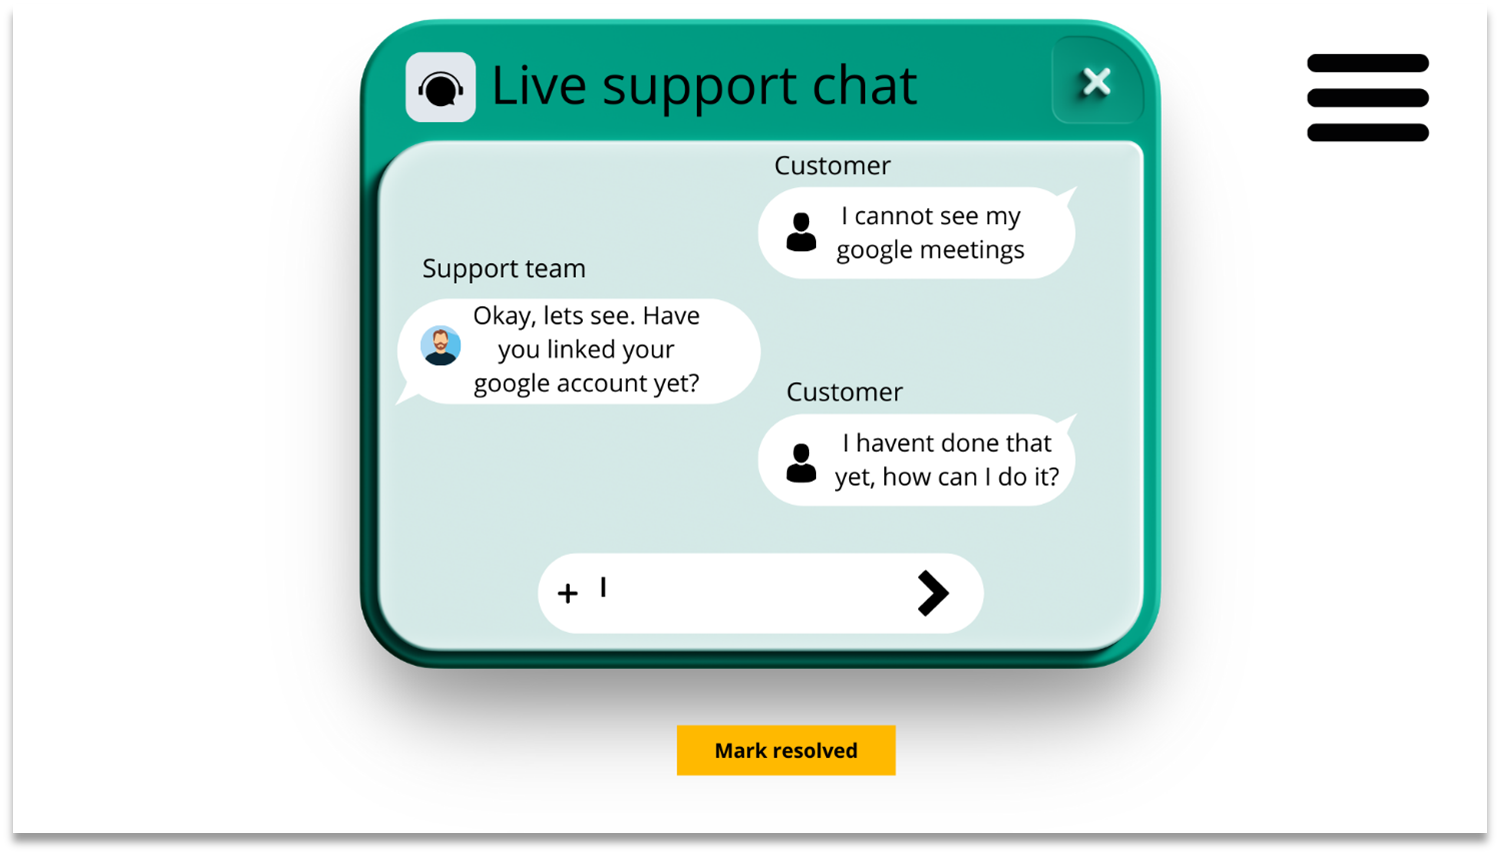 Live support chat
Customer
I cannot see my
google meetings
Support team
Okay, lets see. Have
you linked your
google account yet?
Customer
I havent done that
yet, how can I do it?
+ I
Mark resolved